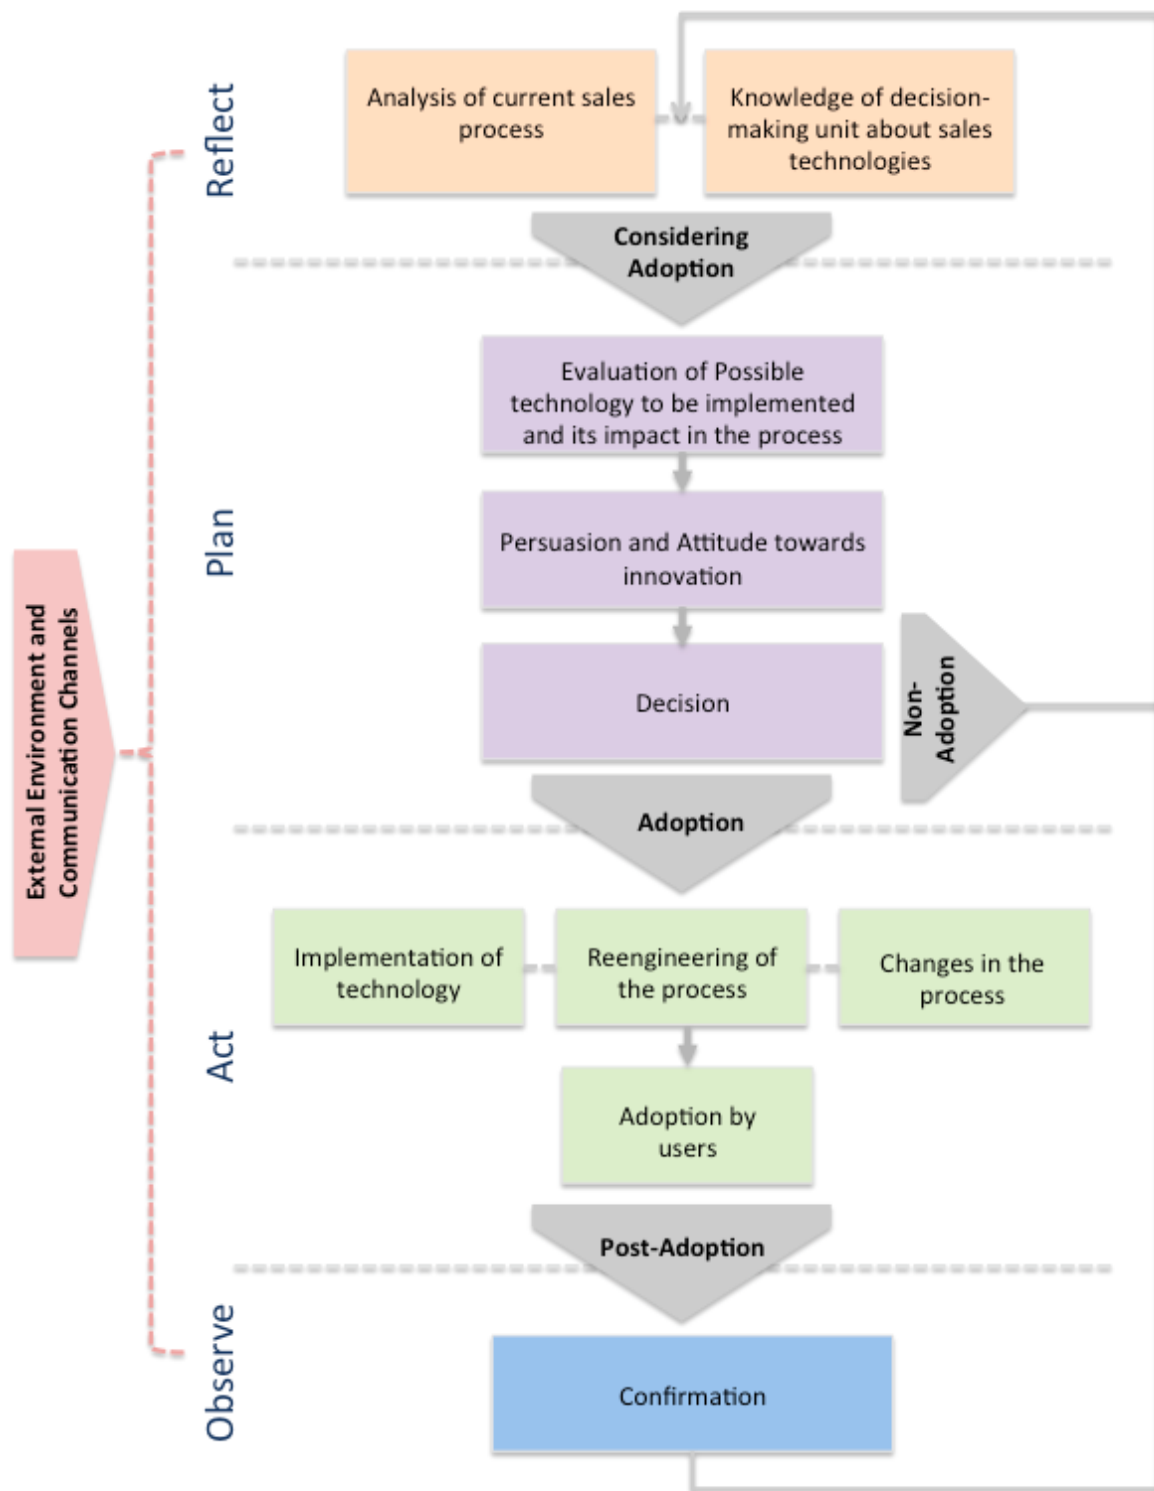 Reflect
Analysis of current sales
process
Knowledge of decision-
making unit about sales
technologies
Considering
Adoption
Plan
Evaluation of Possible
technology to be implemented
and its impact in the process
Persuasion and Attitude towards
innovation
Decision
Non-
Adoption
External Environment and
Communication Channels
Adoption
Act
Implementation of
technology
Reengineering of
the process
Changes in the
process
Adoption by
users
Post-Adoption
Observe
Confirmation